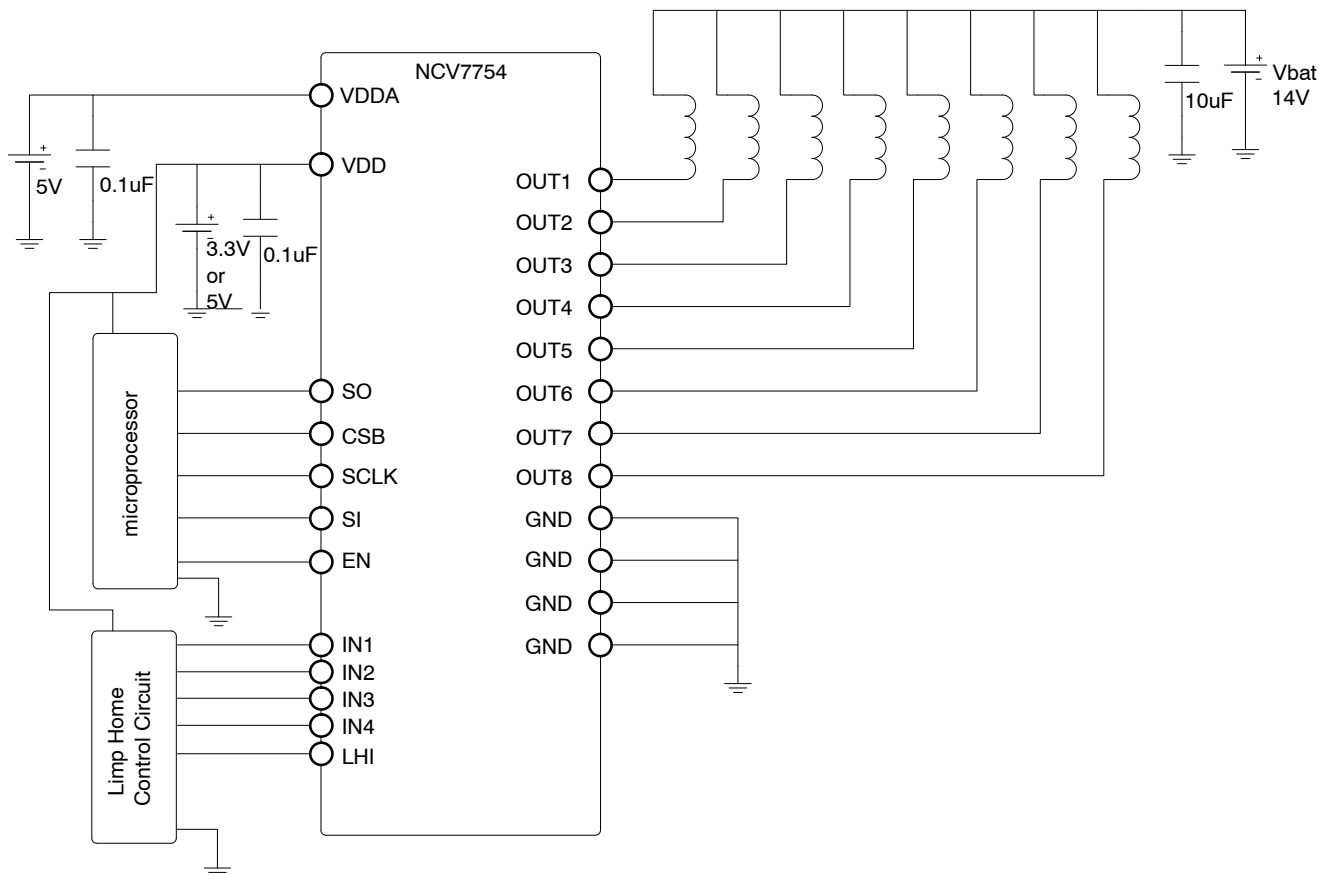 NCV7754
VDDA
VDD
5V
0.1uF
3.3V
or
5V
0.1uF
microprocessor
SO
CSB
SCLK
SI
EN
Limp Home
Control Circuit
IN1
IN2
IN3
IN4
LHI
OUT1
OUT2
OUT3
OUT4
OUT5
OUT6
OUT7
OUT8
GND
GND
GND
GND
10uF
+
-
Vbat
14V
+
-
+
-